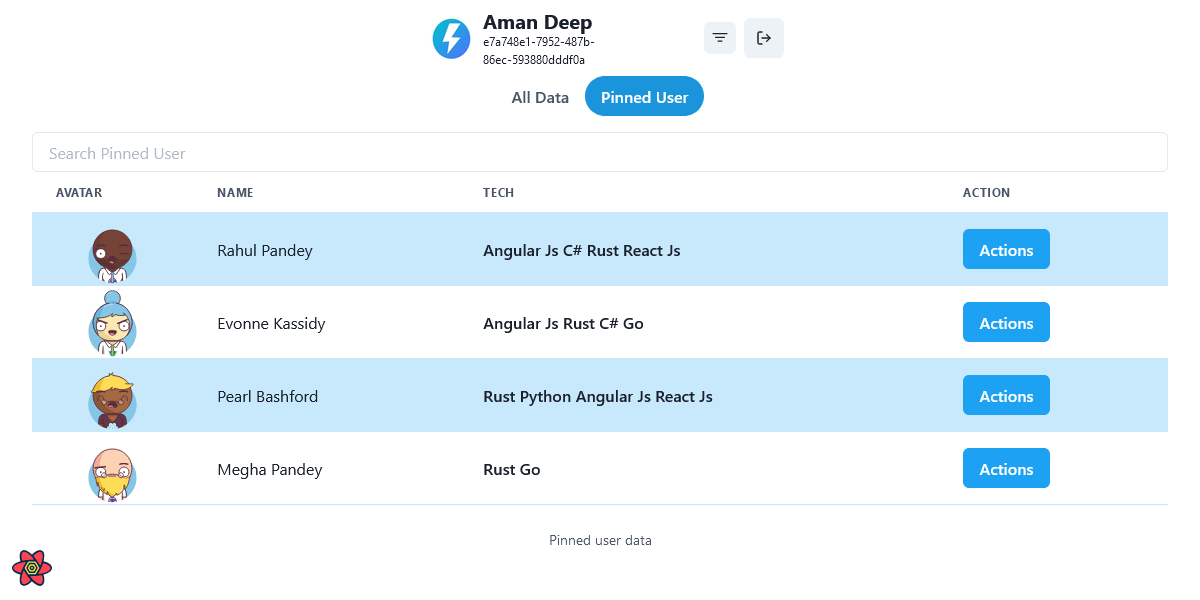 Aman Deep
e7a748e1-7952-487b-
86ec-593880dddf0a
All Data Pinned User
Search Pinned User
AVATAR NAME TECH ACTION
Rahul Pandey Angular Js C# Rust React Js Actions
Evonne Kassidy Angular Js Rust C# Go Actions
Pearl Bashford Rust Python Angular Js React Js Actions
Megha Pandey Rust Go Actions
Pinned user data